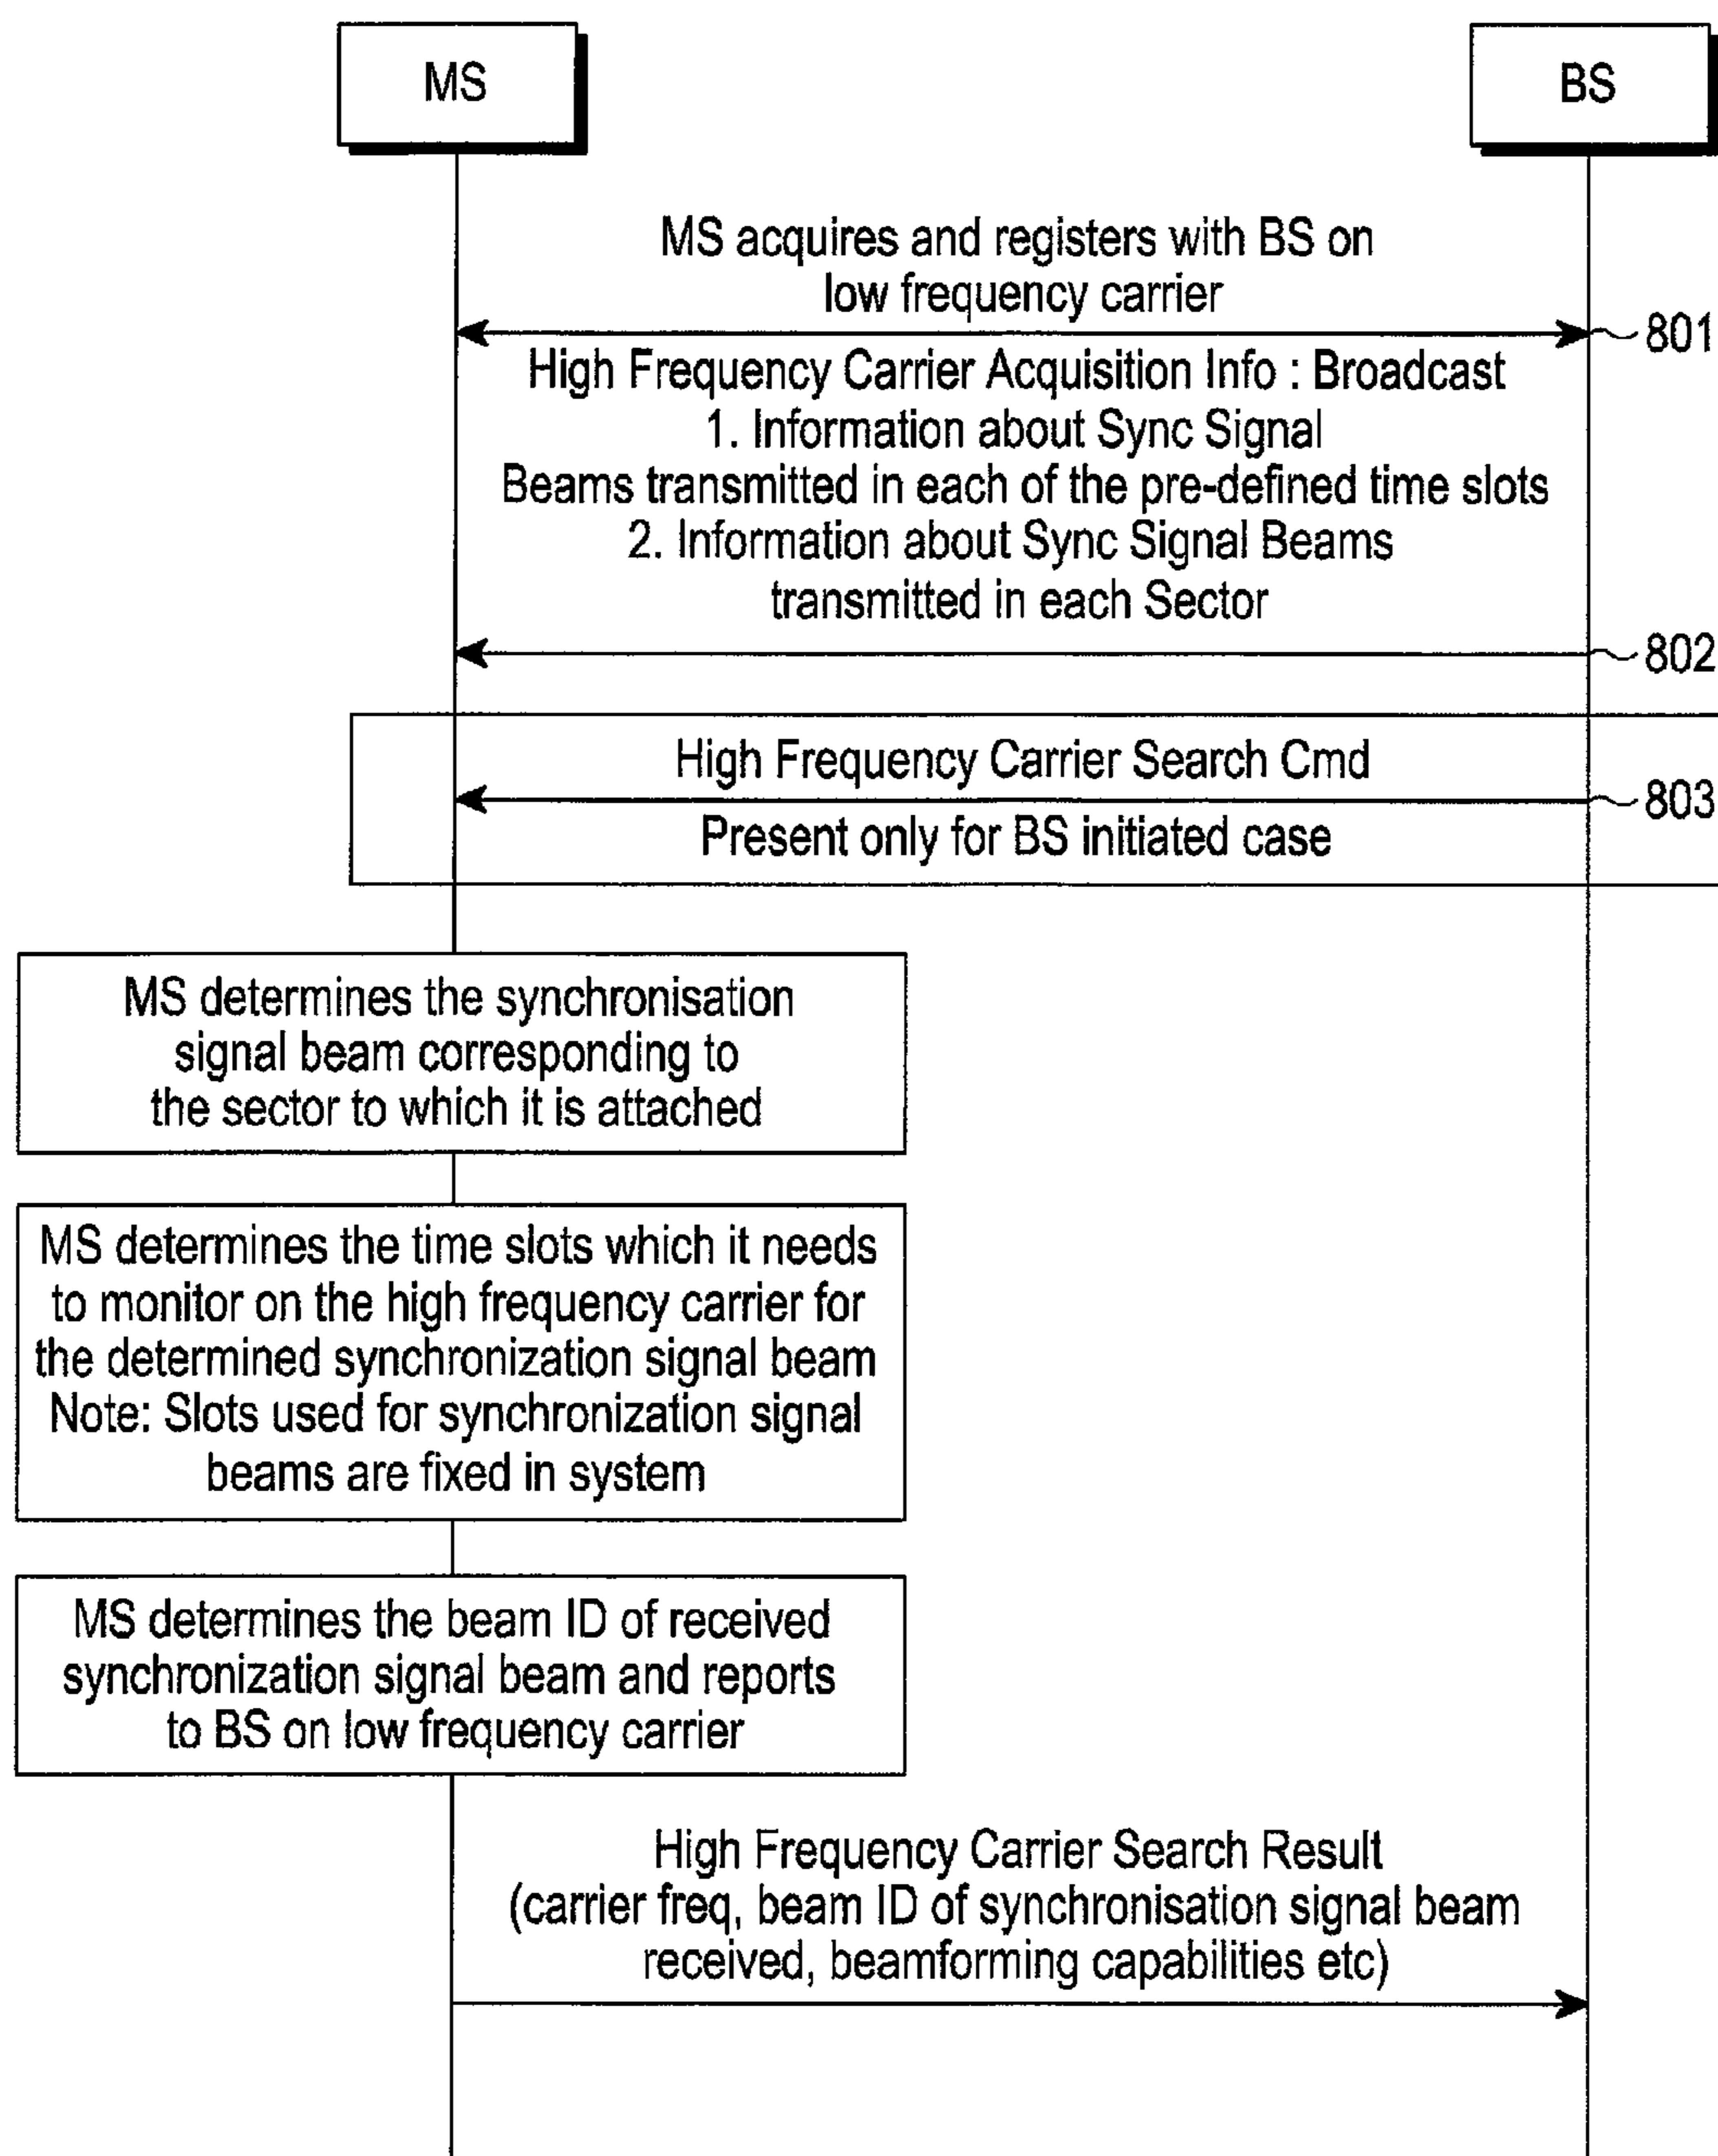 MS
BS
MS acquires and registers with BS on
low frequency carrier
801
High Frequency Carrier Acquisition Info : Broadcast
1. Information about Sync Signal
Beams transmitted in each of the pre-defined time slots
2. Information about Sync Signal Beams
transmitted in each Sector
802
High Frequency Carrier Search Cmd
803
Present only for BS initiated case
MS determines the synchronisation
signal beam corresponding to
the sector to which it is attached
MS determines the time slots which it needs
to monitor on the high frequency carrier for
the determined synchronization signal beam
Note: Slots used for synchronization signal
beams are fixed in system
MS determines the beam ID of received
synchronization signal beam and reports
to BS on low frequency carrier
High Frequency Carrier Search Result
(carrier freq, beam ID of synchronisation signal beam
received, beamforming capabilities etc)